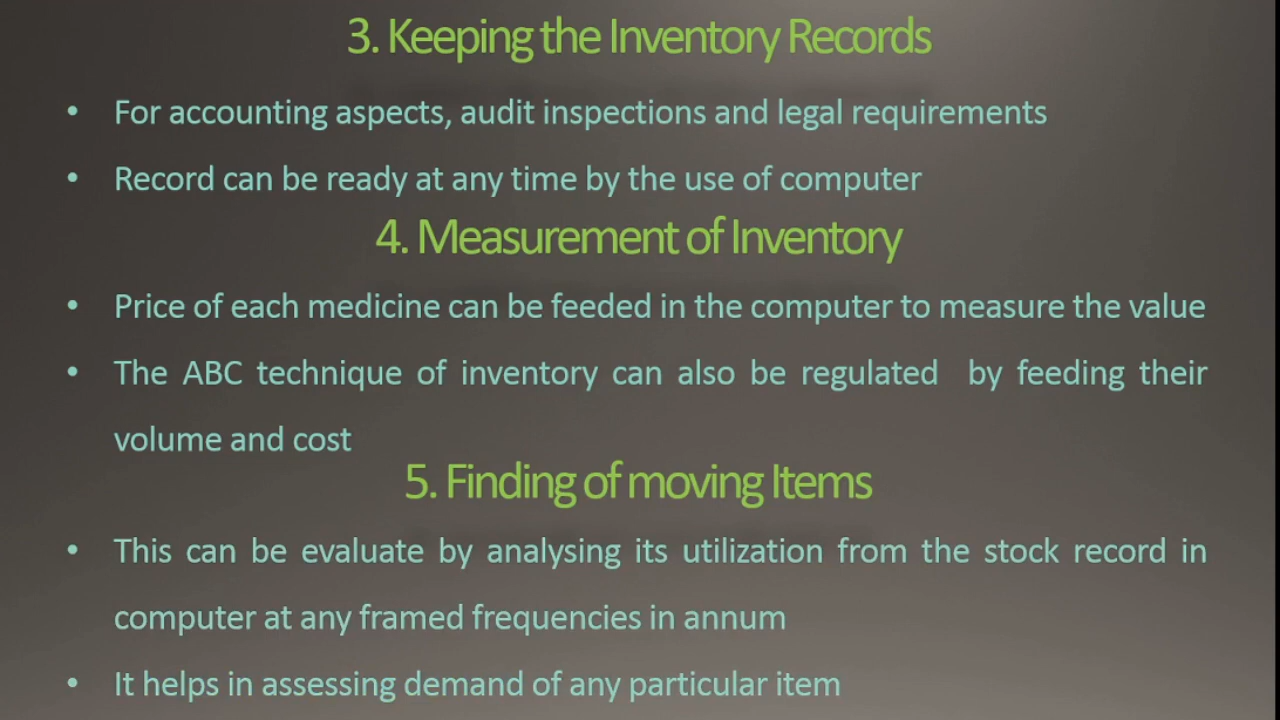 3. Keeping the Inventory Records
• For accounting aspects, audit inspections and legal requirements
• Record can be ready at any time by the use of computer
4. Measurement of Inventory
• Price of each medicine can be feeded in the computer to measure the value
• The ABC technique of inventory can also be regulated by feeding their
volume and cost
5. Finding of moving Items
• This can be evaluate by analysing its utilization from the stock record in
computer at any framed frequencies in annum
• It helps in assessing demand of any particular item